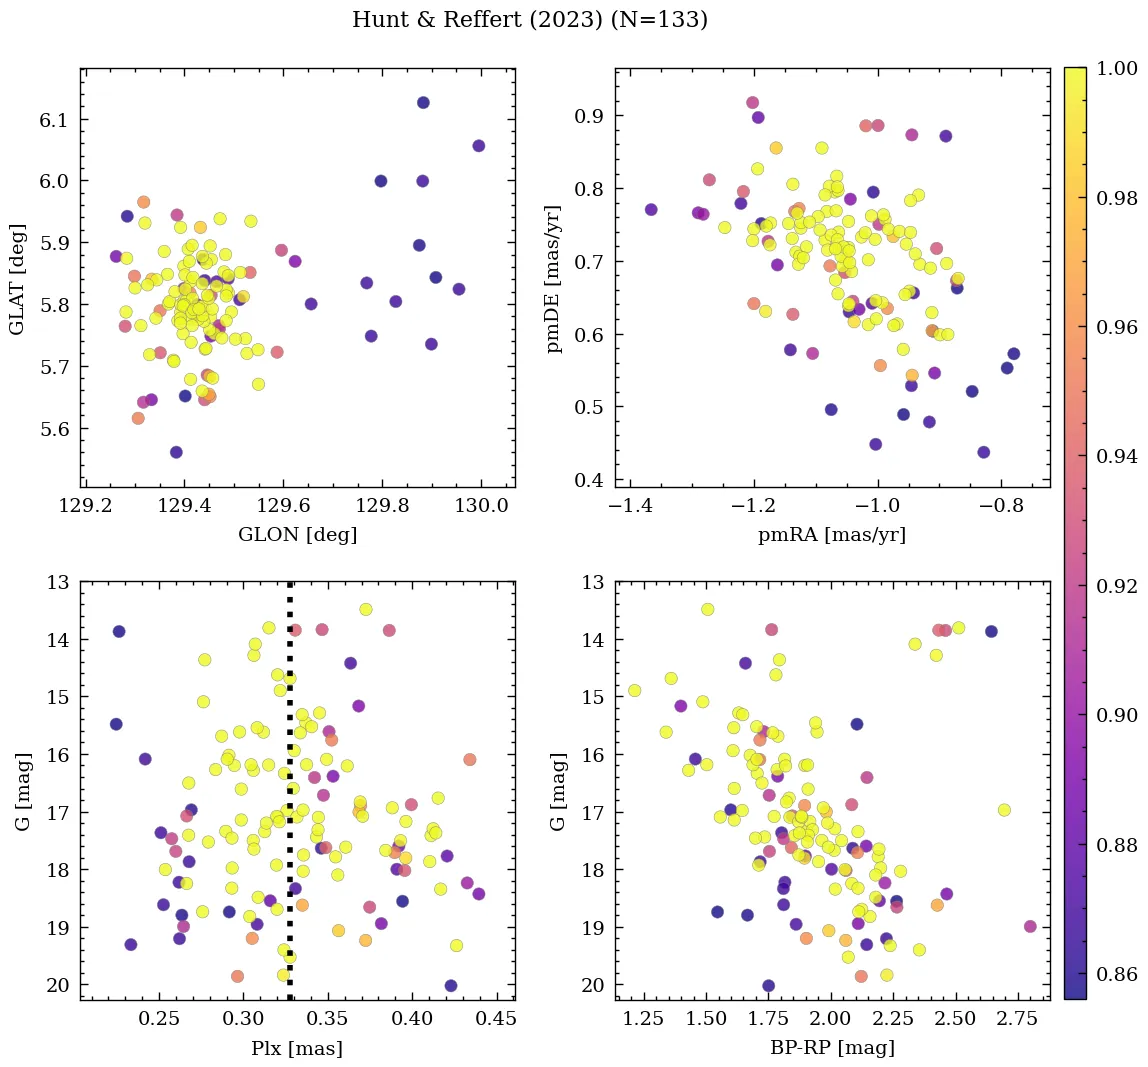 Hunt & Reffert (2023) (N=133)
6.1
6.0
5.9
5.8
5.7
5.6
GLAT [deg]
129.2 129.4 129.6 129.8 130.0
GLON [deg]
0.9
0.8
0.7
0.6
0.5
0.4
pmDE [mas/yr]
−1.4 −1.2 −1.0 −0.8
pmRA [mas/yr]
13
14
15
16
17
18
19
20
G [mag]
0.25 0.30 0.35 0.40 0.45
Plx [mas]
13
14
15
16
17
18
19
20
G [mag]
1.25 1.50 1.75 2.00 2.25 2.50 2.75
BP-RP [mag]
1.00
0.98
0.96
0.94
0.92
0.90
0.88
0.86